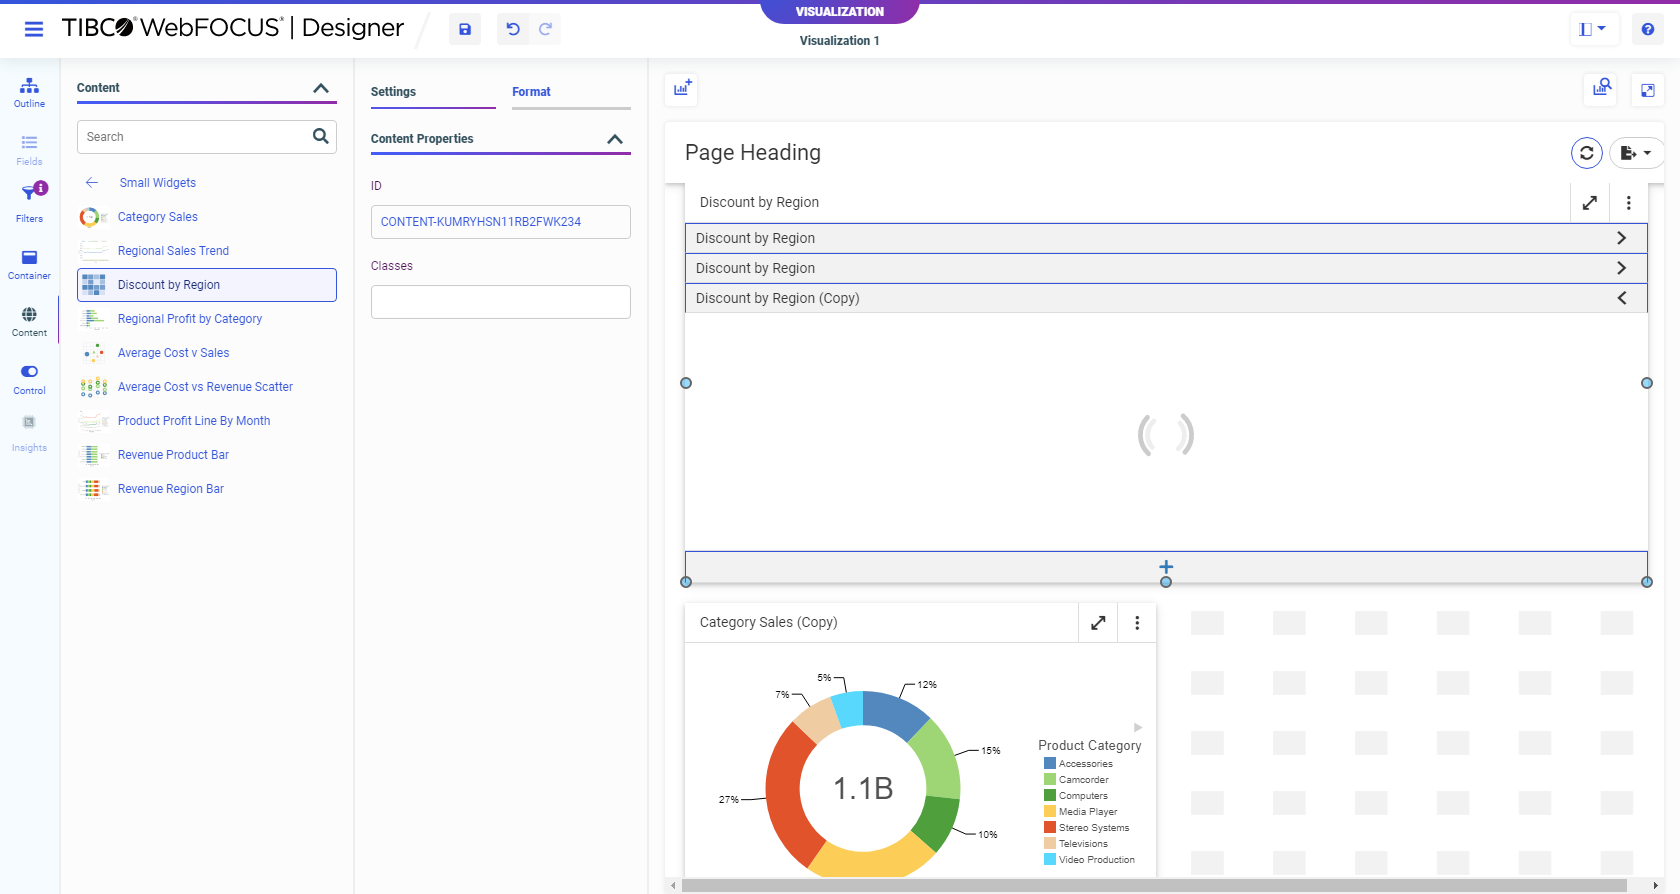 VISUALIZATION
TIBCO® WebFOCUS® | Designer
Visualization 1
Outline
Fields
i
Filters
Container
Content
Control
Insights
Content
Search
Small Widgets
Category Sales
Regional Sales Trend
Discount by Region
Regional Profit by Category
Average Cost v Sales
Average Cost vs Revenue Scatter
Product Profit Line By Month
Revenue Product Bar
Revenue Region Bar
Settings
Format
Content Properties
ID
CONTENT-KUMRYHSN11RB2FWK234
Classes
Page Heading
Discount by Region
Discount by Region
Discount by Region
Discount by Region (Copy)
Category Sales (Copy)
5%
12%
7%
15%
27%
10%
1.1B
Product Category
Accessories
Camcorder
Computers
Media Player
Stereo Systems
Televisions
Video Production